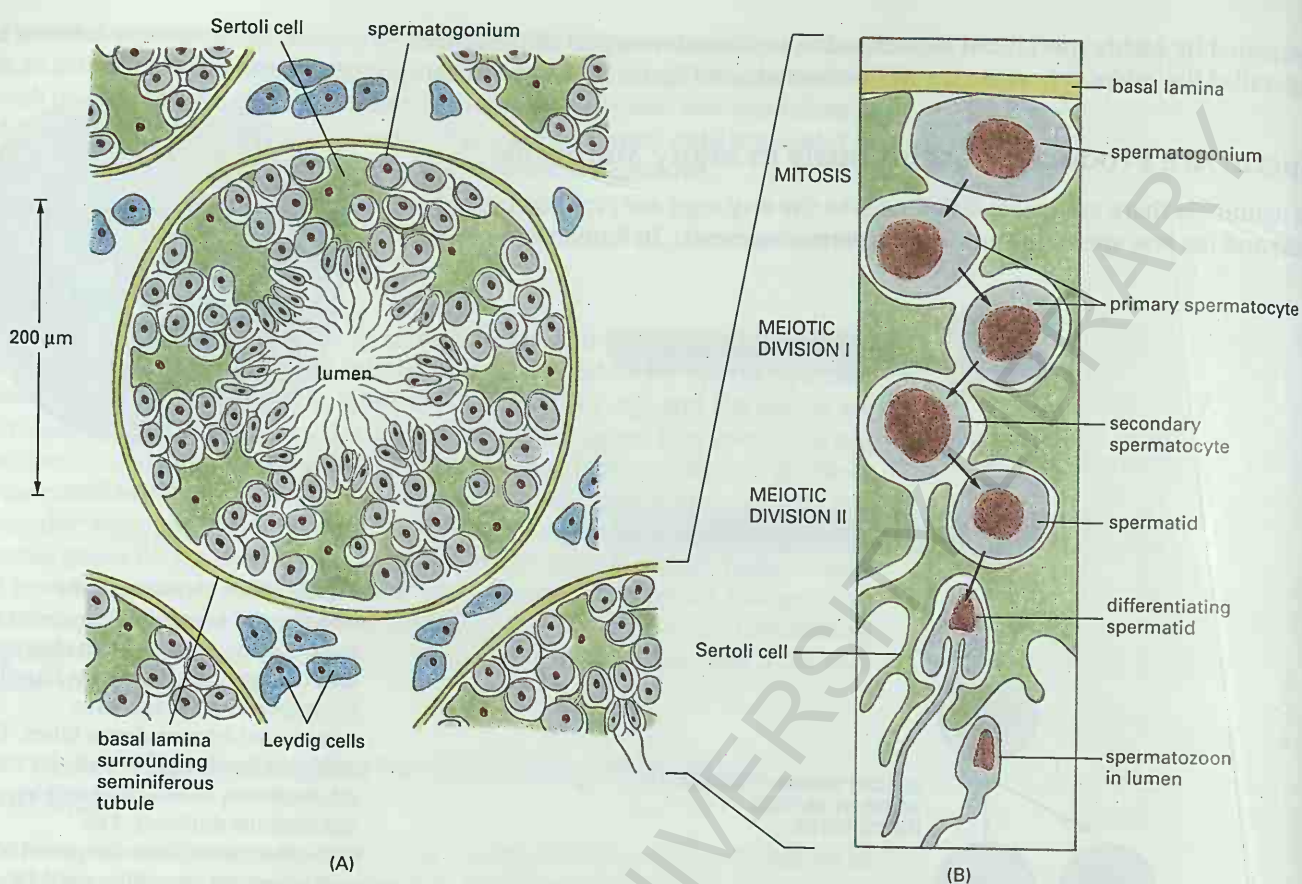 Sertoli cell
spermatogonium
200 µm
lumen
basal lamina
surrounding
seminiferous
tubule
Leydig cells
(A)
MITOSIS
MEIOTIC
DIVISION I
MEIOTIC
DIVISION II
Sertoli cell
basal lamina
spermatogonium
primary spermatocyte
secondary
spermatocyte
spermatid
differentiating
spermatid
spermatozoon
in lumen
(B)
UNIVERSITY